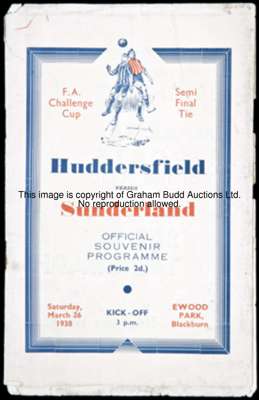 F.A.
Challenge
Cup
Semi
Final
Tie
Huddersfield
VERSUS
This image is copyright of Graham Budd Auctions Ltd.
No reproduction allowed.
Sunderland
OFFICIAL
SOUVENIR
PROGRAMME
(Price 2d.)
Saturday,
March 26
1938
KICK-OFF
3 p.m.
EWOOD
PARK,
Blackburn